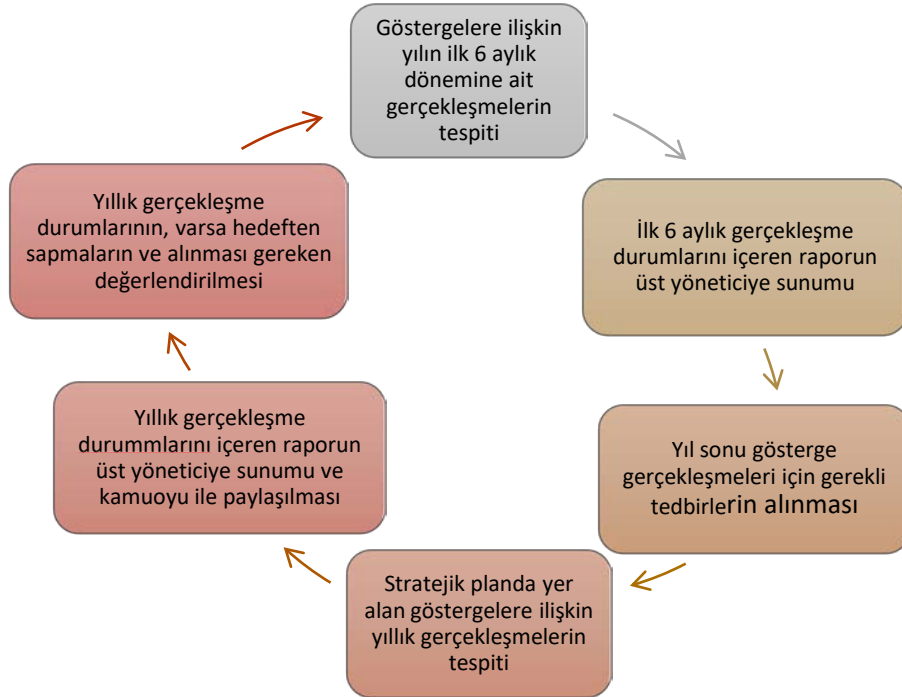 Göstergelere ilişkin
yılın ilk 6 aylık
dönemine ait
gerçekleşmelerin
tespiti
İlk 6 aylık gerçekleşme
durumlarını içeren raporun
üst yöneticiye sunumu
Yıl sonu gösterge
gerçekleşmeleri için gerekli
tedbirlerin alınması
Stratejik planda yer
alan göstergelere ilişkin
yıllık gerçekleşmelerin
tespiti
Yıllık gerçekleşme
durummlarını içeren raporun
üst yöneticiye sunumu ve
kamuoyu ile paylaşılması
Yıllık gerçekleşme
durumlarının, varsa hedeften
sapmaların ve alınması gereken
değerlendirilmesi